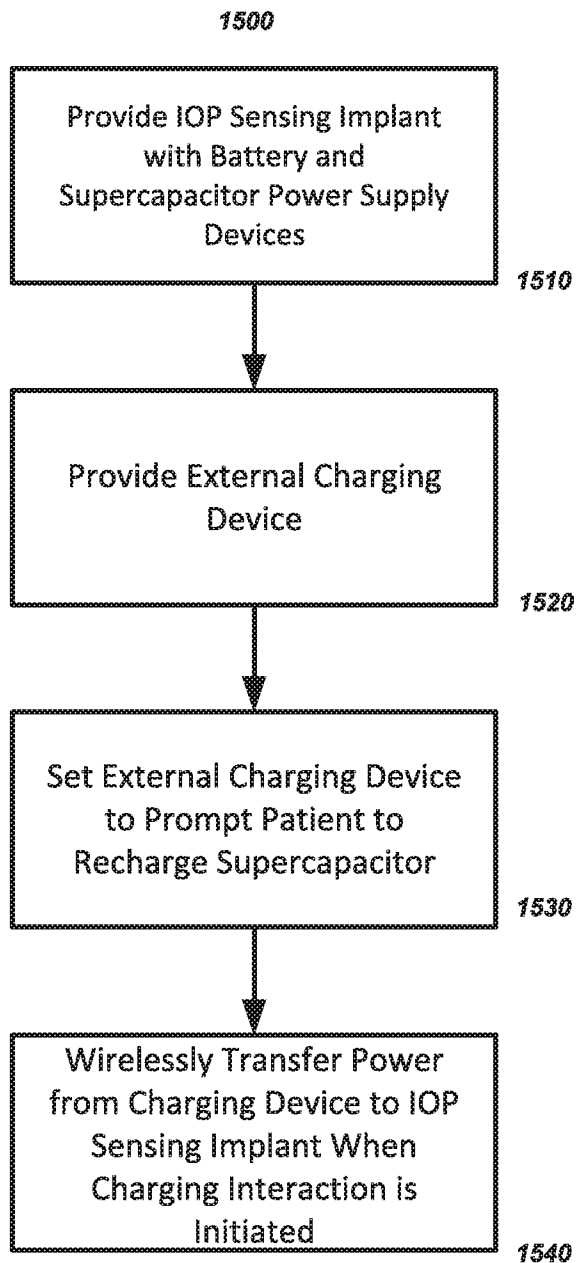 1500
Provide IOP Sensing Implant
with Battery and
Supercapacitor Power Supply
Devices
1510
Provide External Charging
Device
1520
Set External Charging Device
to Prompt Patient to
Recharge Supercapacitor
1530
Wirelessly Transfer Power
from Charging Device to IOP
Sensing Implant When
Charging Interaction is
Initiated
1540